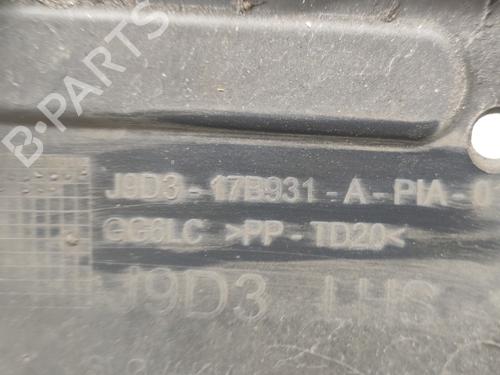 B-PARTS
J9D3-17B931-A-PIA-0
GG6LC >PP-TD20<
J9D3 LHS